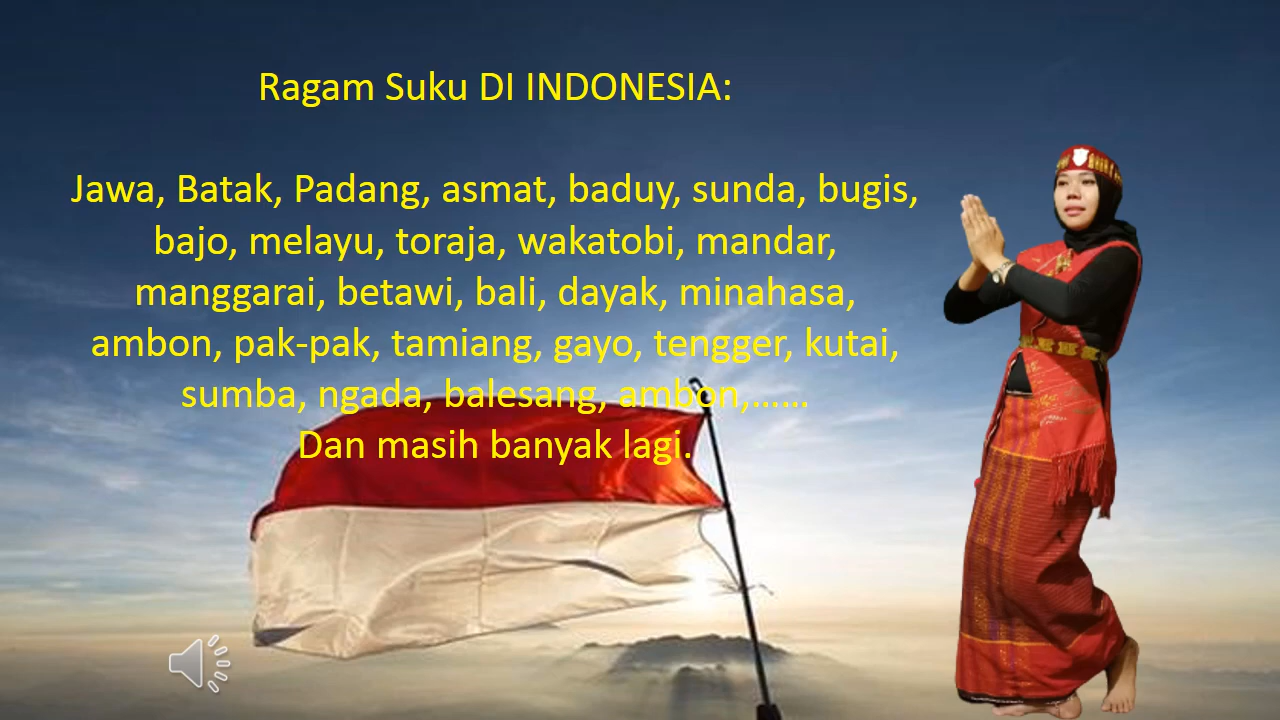 Ragam Suku DI INDONESIA:
Jawa, Batak, Padang, asmat, baduy, sunda, bugis,
bajo, melayu, toraja, wakatobi, mandar,
manggarai, betawi, bali, dayak, minahasa,
ambon, pak-pak, tamiang, gayo, tengger, kutai,
sumba, ngada, balesang, ambon,......
Dan masih banyak lagi.